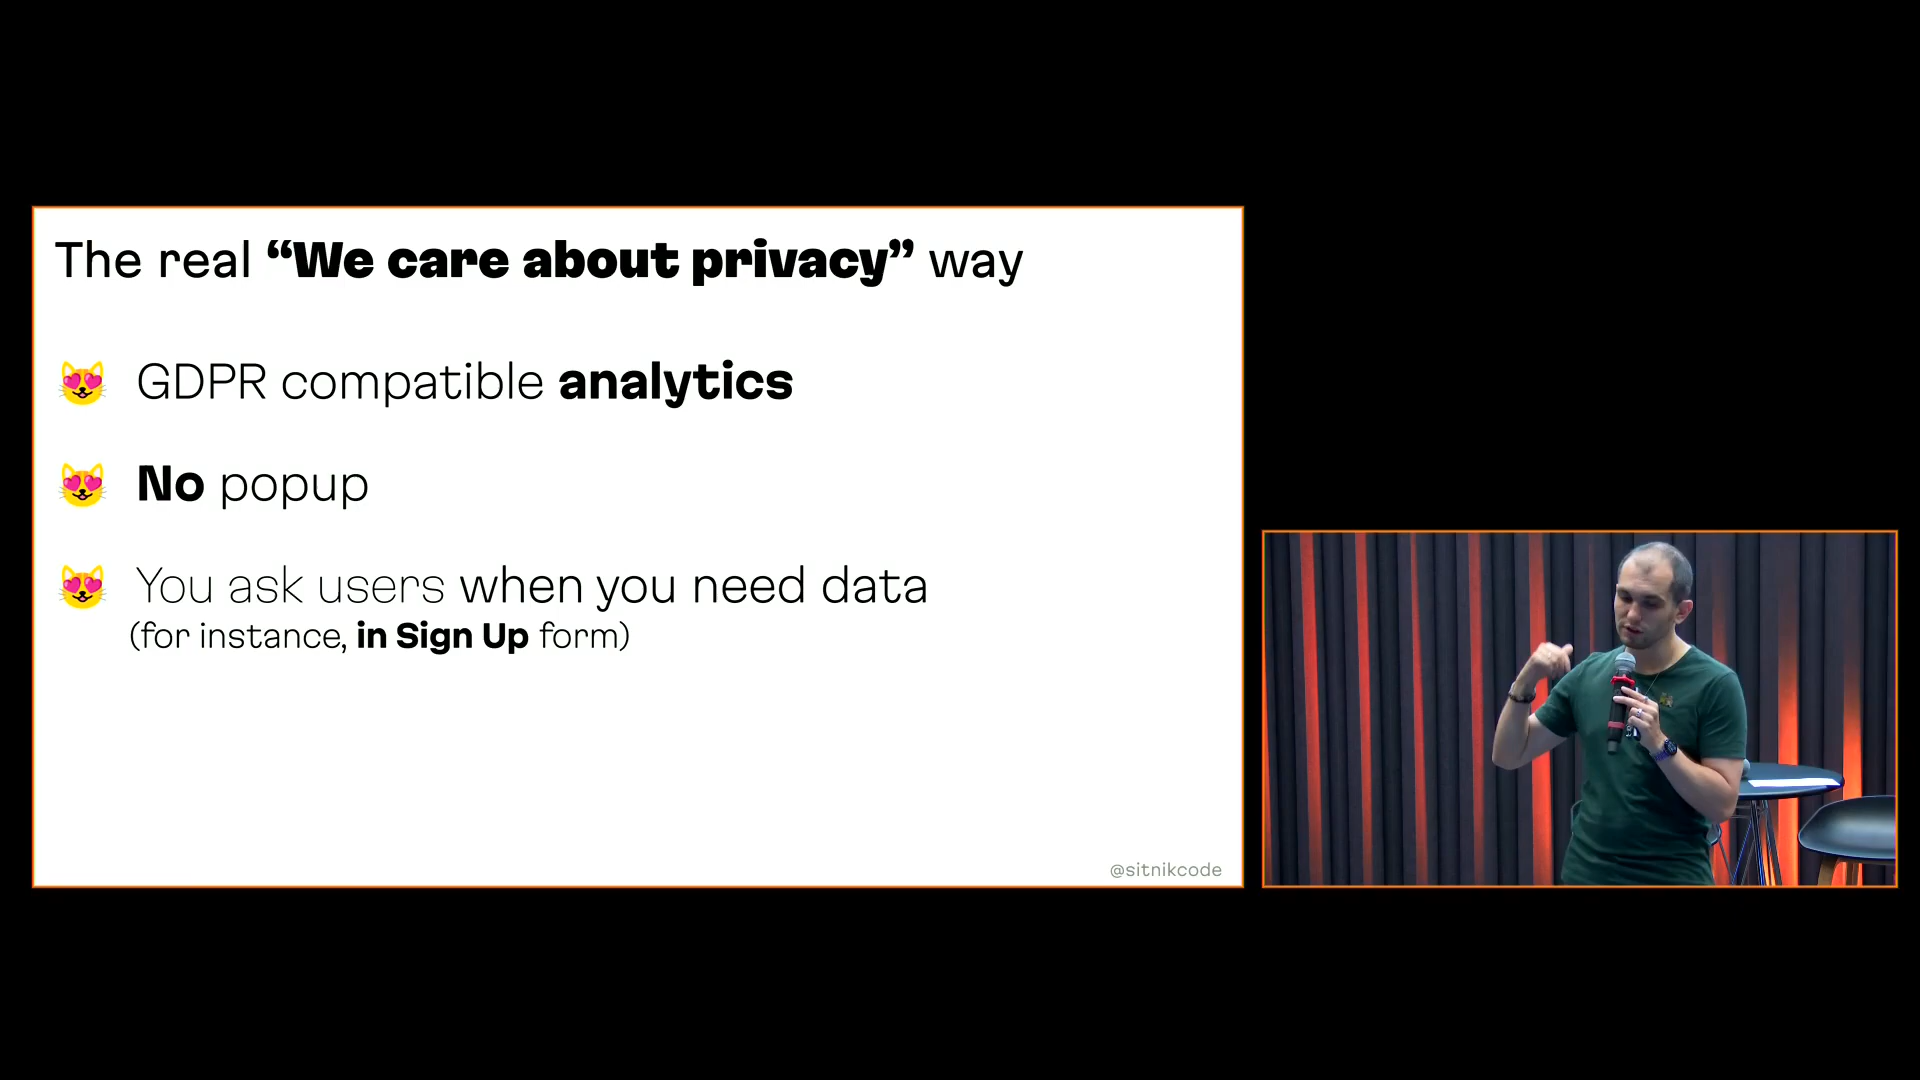 The real “We care about privacy” way
GDPR compatible analytics
No popup
You ask users when you need data
(for instance, in Sign Up form)
@sitnikcode